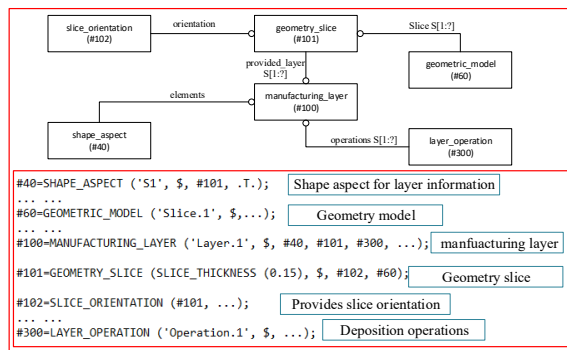 slice_orientation
(#102)
orientation
geometry_slice
(#101)
Slice S[1:?]
geometric_model
(#60)
provided_layer
S[1:?]
elements
manufacturing_layer
(#100)
shape_aspect
(#40)
operations S[1:?]
layer_operation
(#300)
#40=SHAPE_ASPECT ('S1', $, #101, .T.); Shape aspect for layer information
... ...
#60=GEOMETRIC_MODEL ('Slice.1', $,...); Geometry model
... ...
#100=MANUFACTURING_LAYER ('Layer.1', $, #40, #101, #300, ...); manfuacturing layer
#101=GEOMETRY_SLICE (SLICE_THICKNESS (0.15), $, #102, #60); Geometry slice
#102=SLICE_ORIENTATION (#101, ...); Provides slice orientation
... ...
#300=LAYER_OPERATION ('Operation.1', $, ...); Deposition operations